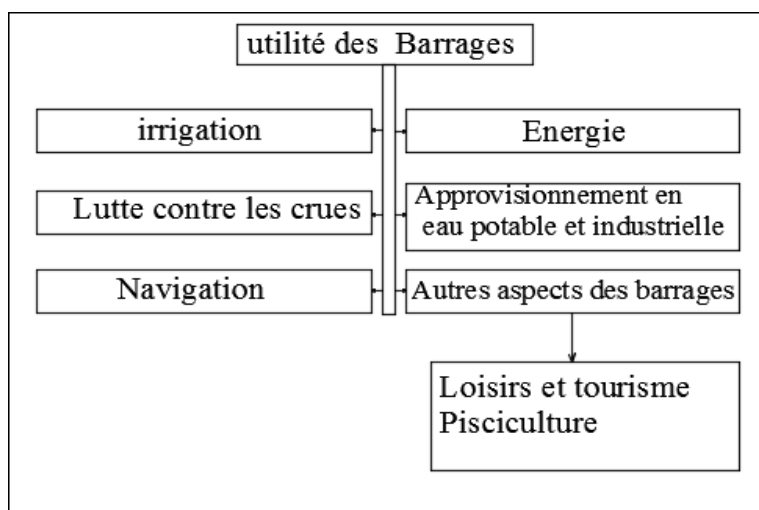 utilité des Barrages
irrigation
Energie
Lutte contre les crues
Approvisionnement en
eau potable et industrielle
Navigation
Autres aspects des barrages
Loisirs et tourisme
Pisciculture